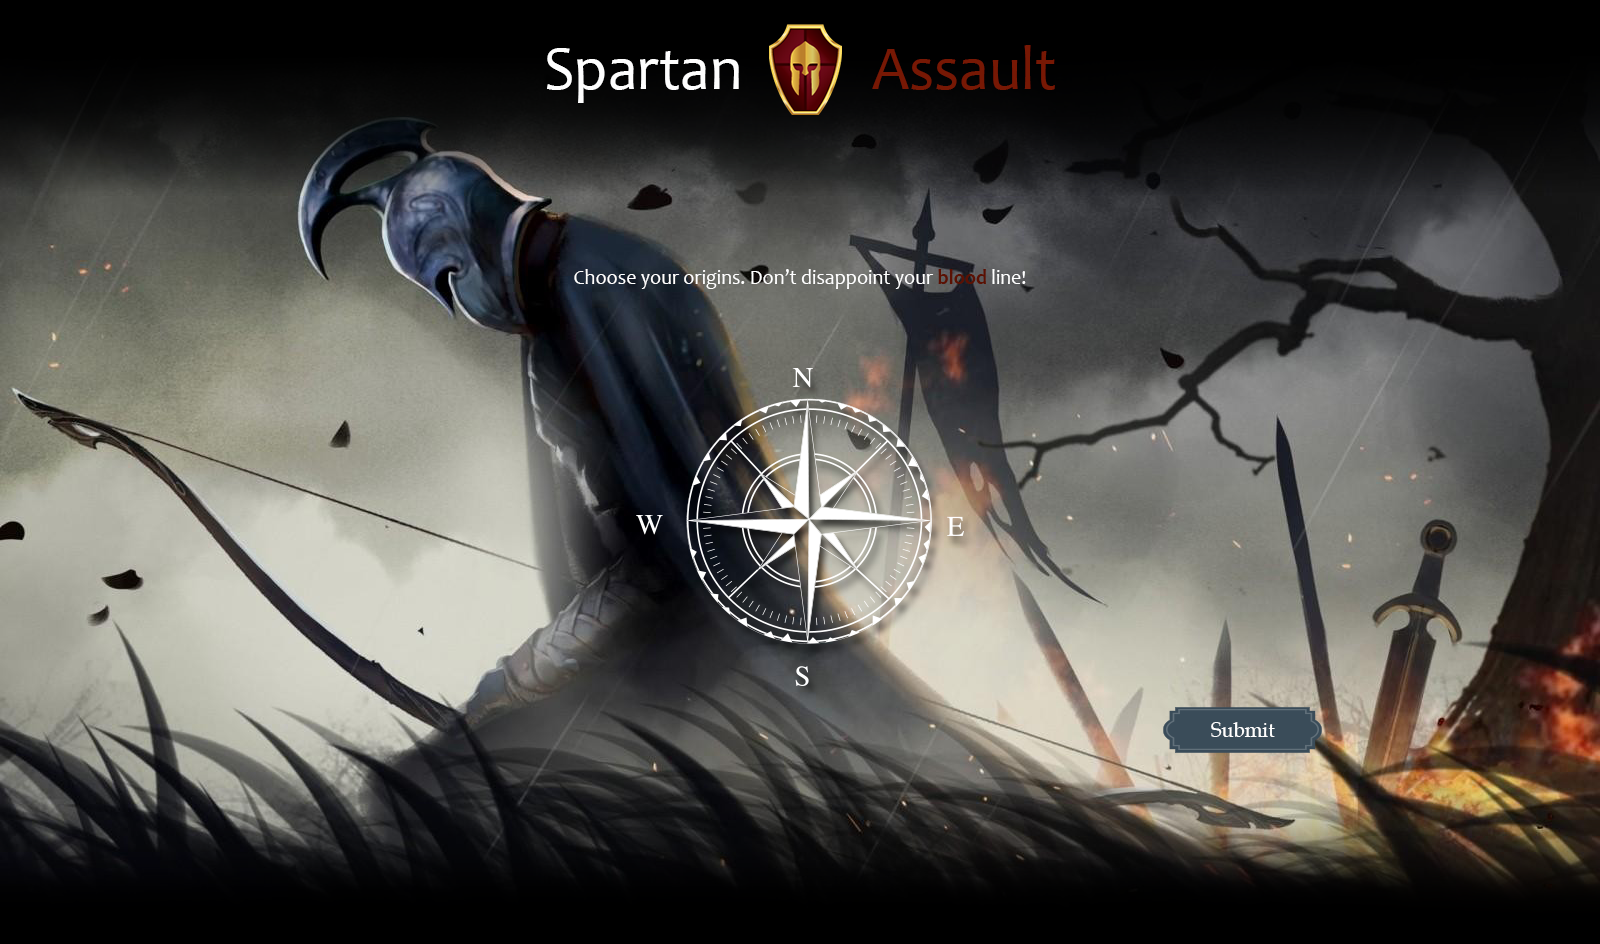 Spartan Assault
Choose your origins. Don't disappoint your blood line!
N
W E
S
Submit